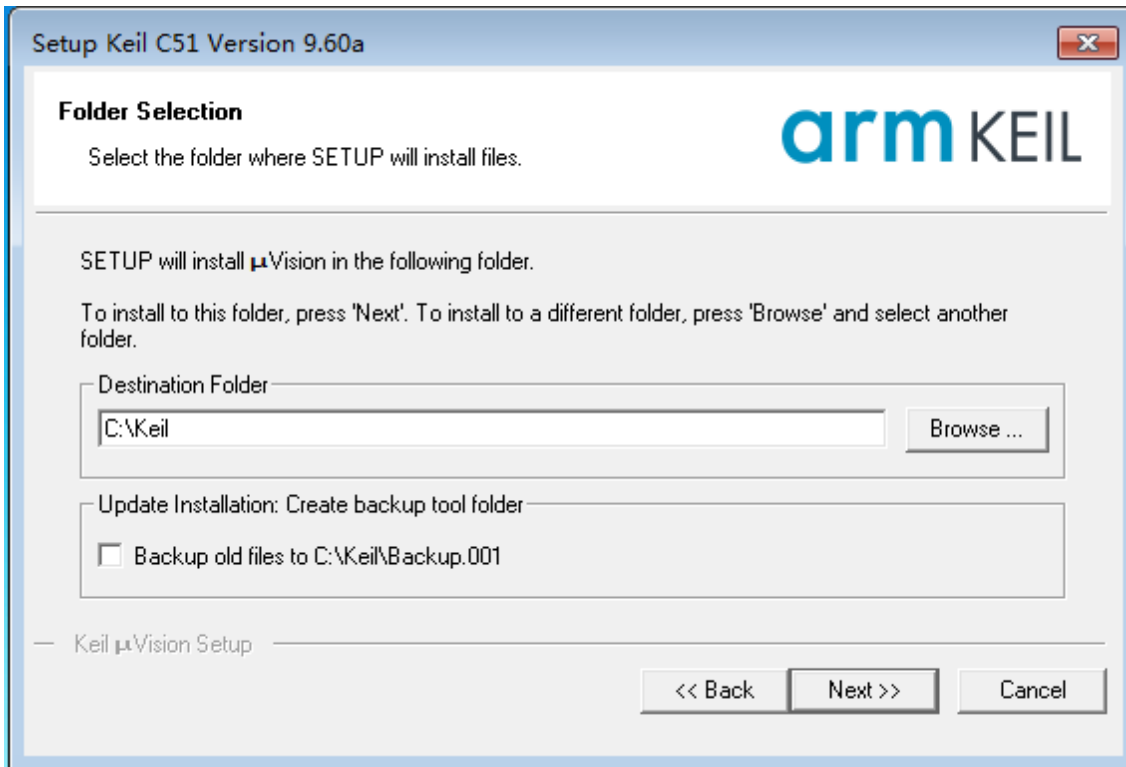 Setup Keil C51 Version 9.60a
Folder Selection
Select the folder where SETUP will install files.
arm KEIL
SETUP will install µVision in the following folder.
To install to this folder, press 'Next'. To install to a different folder, press 'Browse' and select another
folder.
Destination Folder
C:\Keil
Browse ...
Update Installation: Create backup tool folder
Backup old files to C:\Keil\Backup.001
Keil µVision Setup
<< Back
Next >>
Cancel